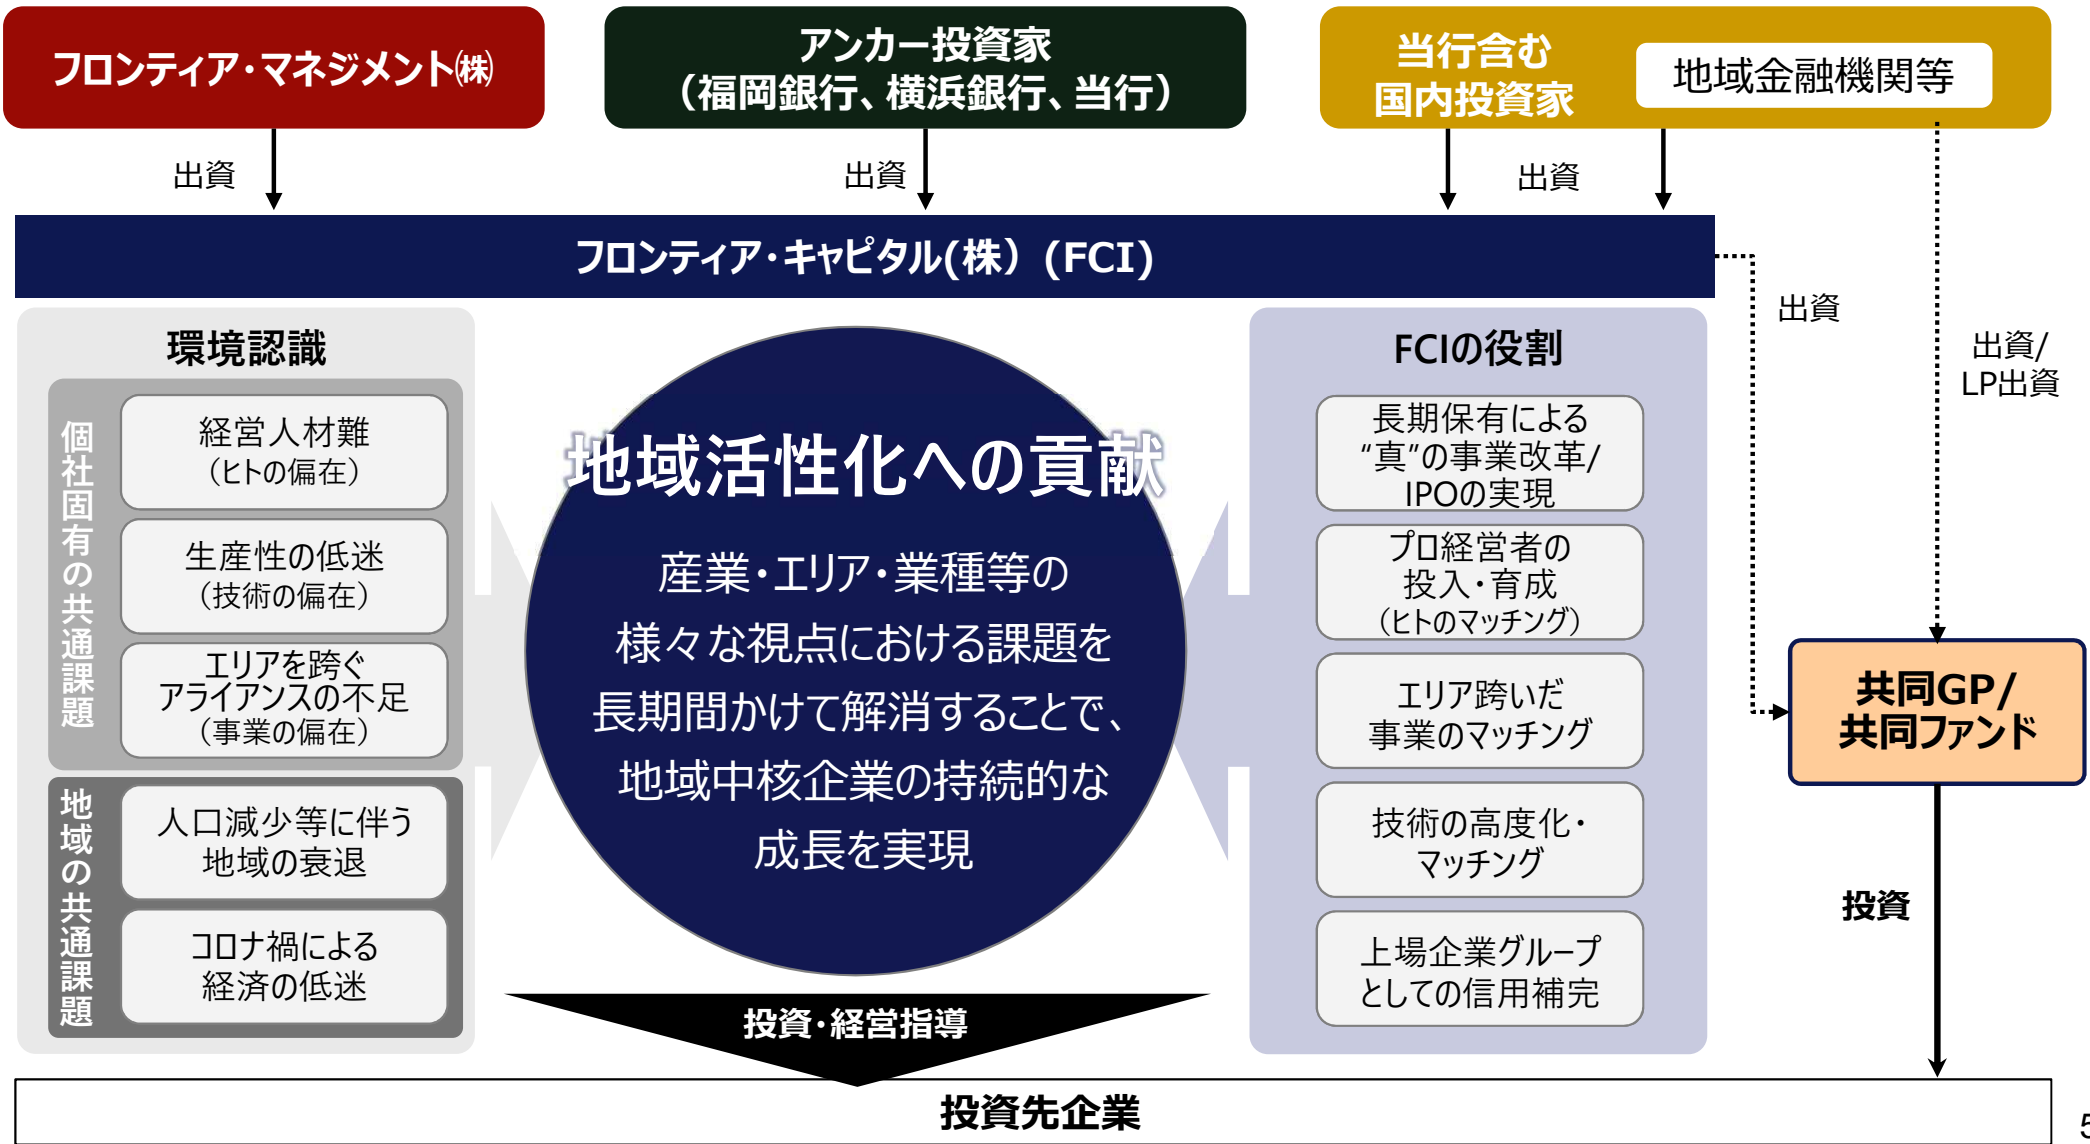 フロンティア・マネジメント㈱
アンカー投資家
（福岡銀行、横浜銀行、当行）
当行含む
国内投資家
地域金融機関等
出資
出資
出資
フロンティア・キャピタル(株）(FCI)
出資
出資/
LP出資
環境認識
個社固有の共通課題
経営人材難
（ヒトの偏在）
生産性の低迷
（技術の偏在）
エリアを跨ぐ
アライアンスの不足
（事業の偏在）
地域の共通課題
人口減少等に伴う
地域の衰退
コロナ禍による
経済の低迷
地域活性化への貢献
産業・エリア・業種等の
様々な視点における課題を
長期間かけて解消することで、
地域中核企業の持続的な
成長を実現
FCIの役割
長期保有による
“真”の事業改革/
IPOの実現
プロ経営者の
投入・育成
（ヒトのマッチング）
エリア跨いだ
事業のマッチング
技術の高度化・
マッチング
上場企業グループ
としての信用補完
共同GP/
共同ファンド
投資
投資・経営指導
投資先企業
5